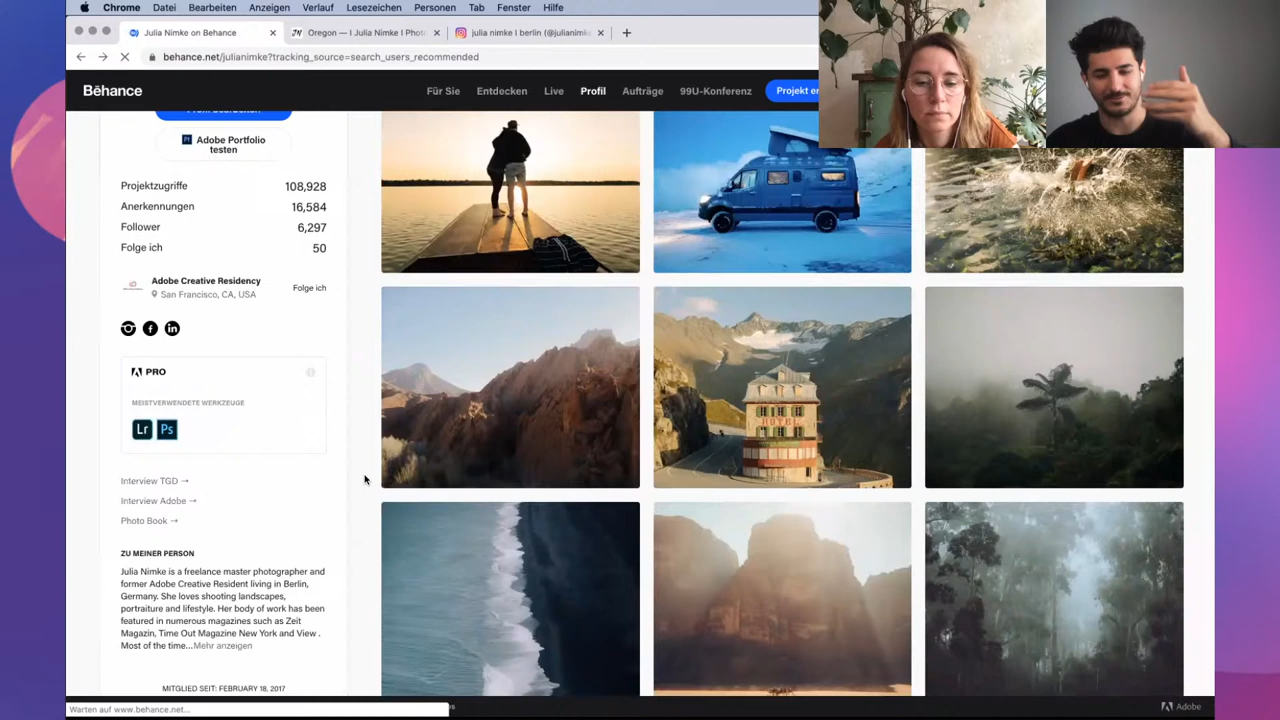 Chrome Datei Bearbeiten Anzeigen Verlauf Lesezeichen Personen Tab Fenster Hilfe
Julia Nimke on Behance
Oregon — I Julia Nimke I Phot
julia nimke I berlin (@julianimk
behance.net/julianimke?tracking_source=search_users_recommended
Bēhance
Für Sie Entdecken Live Profil Aufträge 99U-Konferenz Projekt er
Adobe Portfolio
testen
Projektzugriffe 108,928
Anerkennungen 16,584
Follower 6,297
Folge ich 50
Adobe Creative Residency
San Francisco, CA, USA
Folge ich
PRO
MEISTVERWENDETE WERKZEUGE
Lr Ps
HOTEL
Interview TGD →
Interview Adobe →
Photo Book →
ZU MEINER PERSON
Julia Nimke is a freelance master photographer and
former Adobe Creative Resident living in Berlin,
Germany. She loves shooting landscapes,
portraiture and lifestyle. Her body of work has been
featured in numerous magazines such as Zeit
Magazin, Time Out Magazine New York and View .
Most of the time...Mehr anzeigen
MITGLIED SEIT: FEBRUARY 18, 2017
Warten auf www.behance.net...
Adobe